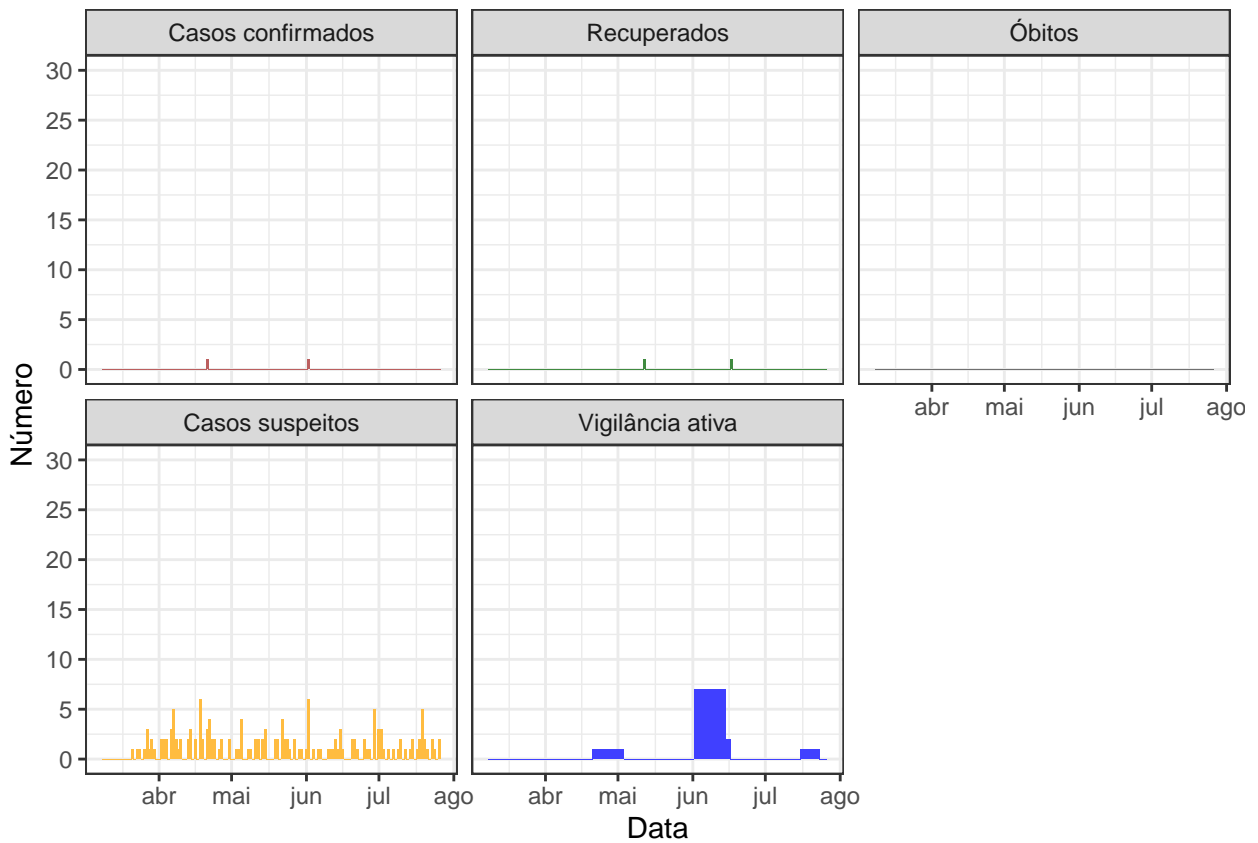 Casos confirmados
Recuperados
Óbitos
30
25
20
15
10
5
0
abr mai jun jul ago
Casos suspeitos
Vigilância ativa
30
25
20
15
10
5
0
abr mai jun jul ago
abr mai jun jul ago
Número
Data